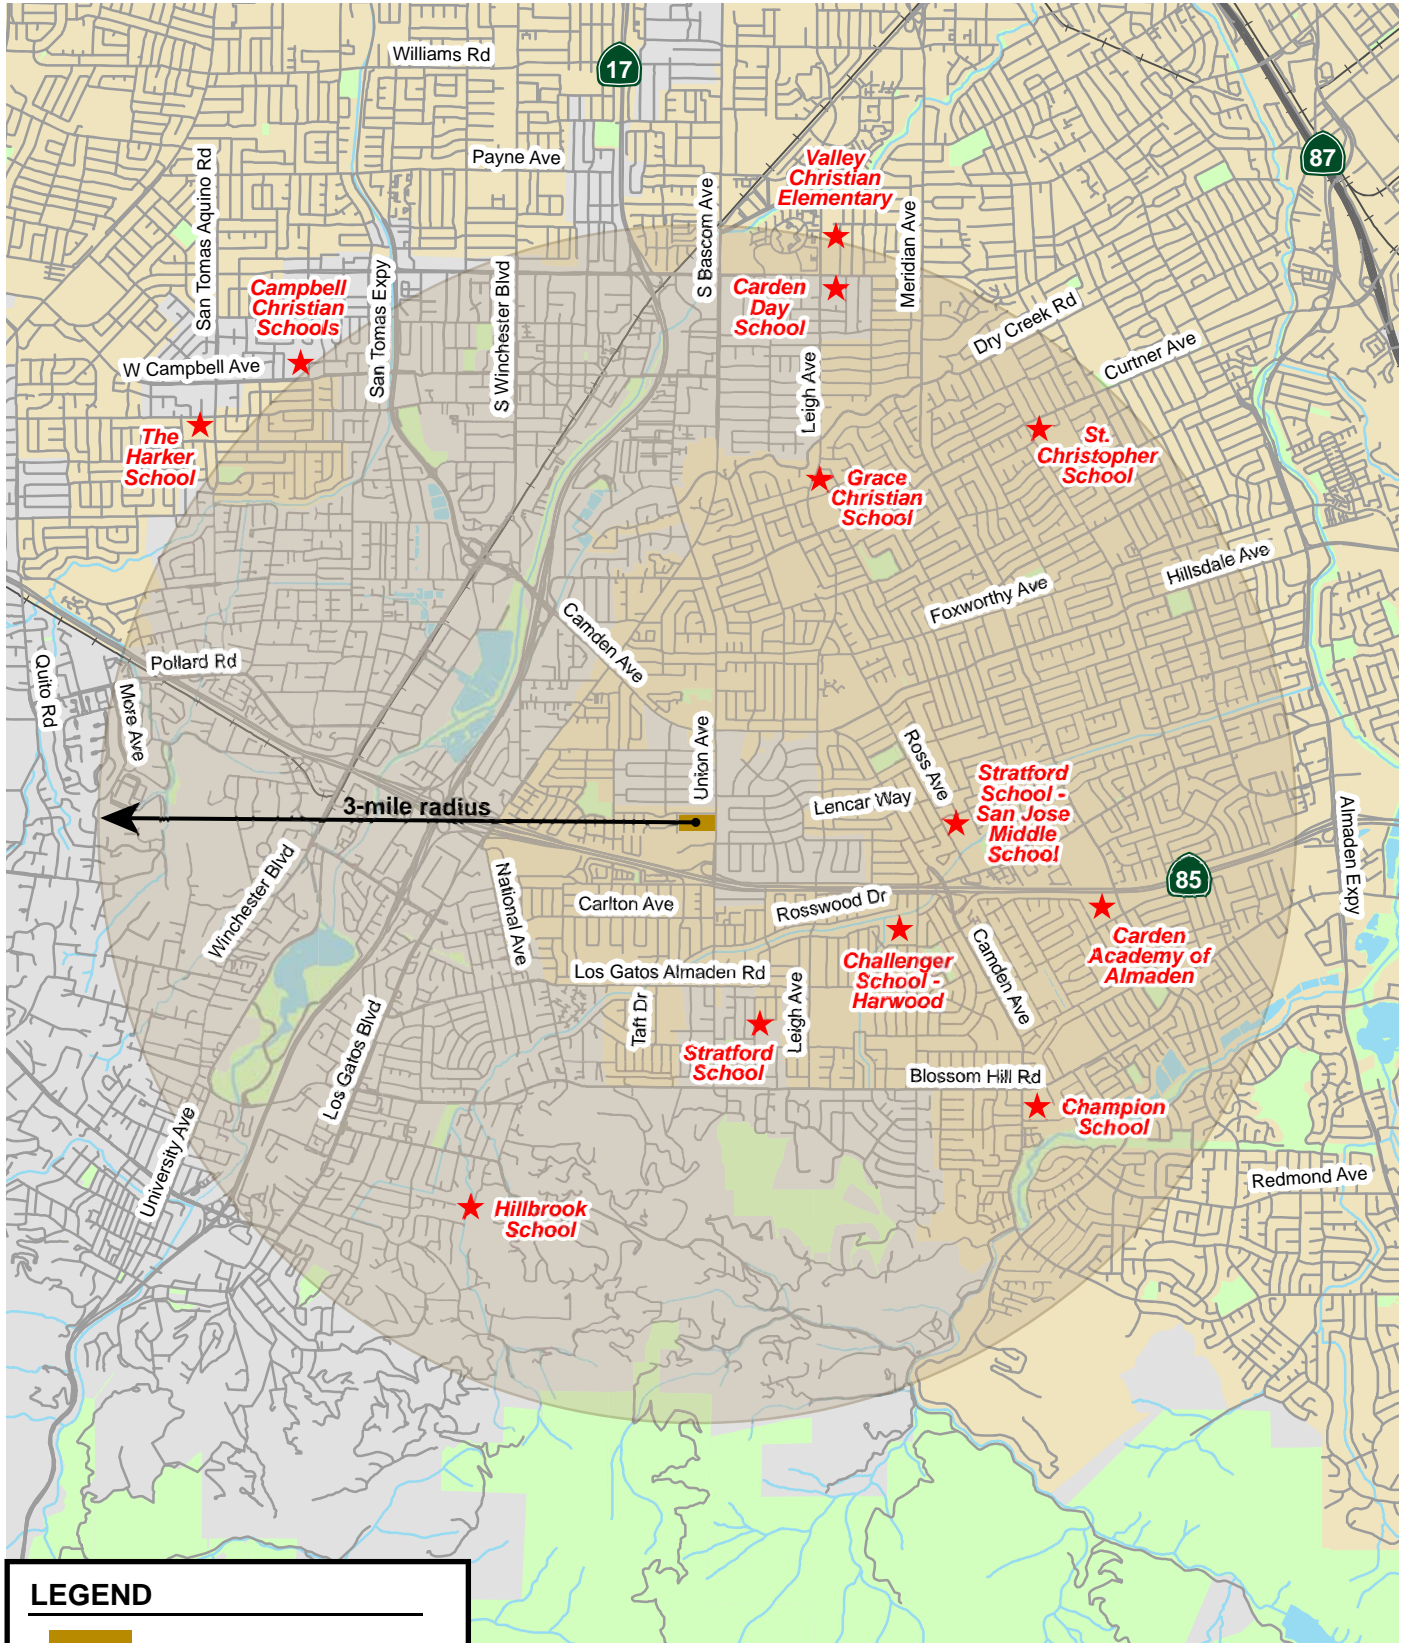 Williams Rd
17
Payne Ave
87
San Tomas Aquino Rd
Valley
Christian
Elementary
S Bascom Ave
Meridian Ave
Campbell
Christian
Schools
San Tomas Expy
S Winchester Blvd
Carden
Day
School
Dry Creek Rd
Curtner Ave
W Campbell Ave
Leigh Ave
The
Harker
School
St.
Christopher
School
Grace
Christian
School
Hillsdale Ave
Foxworthy Ave
Camden Ave
Quito Rd
Pollard Rd
More Ave
Union Ave
Ross Ave
Stratford
School -
San Jose
Middle
School
Lencar Way
3-mile radius
Almaden Expy
Winchester Blvd
National Ave
85
Carlton Ave
Rosswood Dr
Camden Ave
Carden
Academy of
Almaden
Challenger
School -
Harwood
Los Gatos Almaden Rd
Taft Dr
Leigh Ave
Los Gatos Blvd
Stratford
School
Blossom Hill Rd
Champion
School
University Ave
Redmond Ave
Hillbrook
School
LEGEND